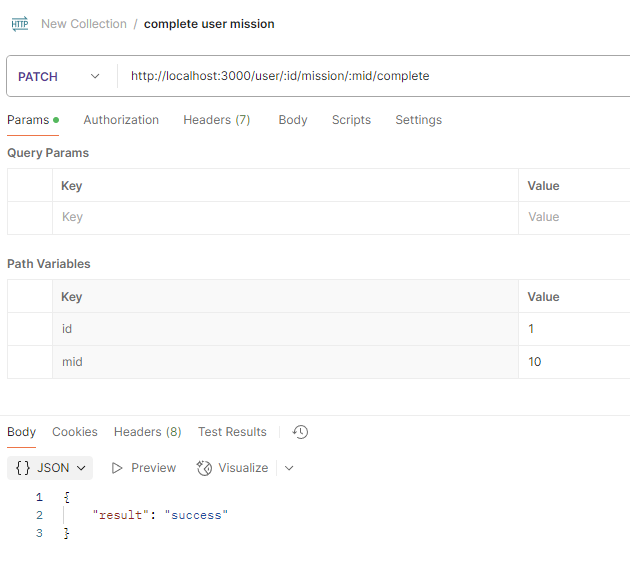 HTTP New Collection / complete user mission
PATCH http://localhost:3000/user/:id/mission/:mid/complete
Params Authorization Headers (7) Body Scripts Settings
Query Params
Key Value
Key Value
Path Variables
Key Value
id 1
mid 10
Body Cookies Headers (8) Test Results
{} JSON Preview Visualize
1 {
2 "result": "success"
3 }